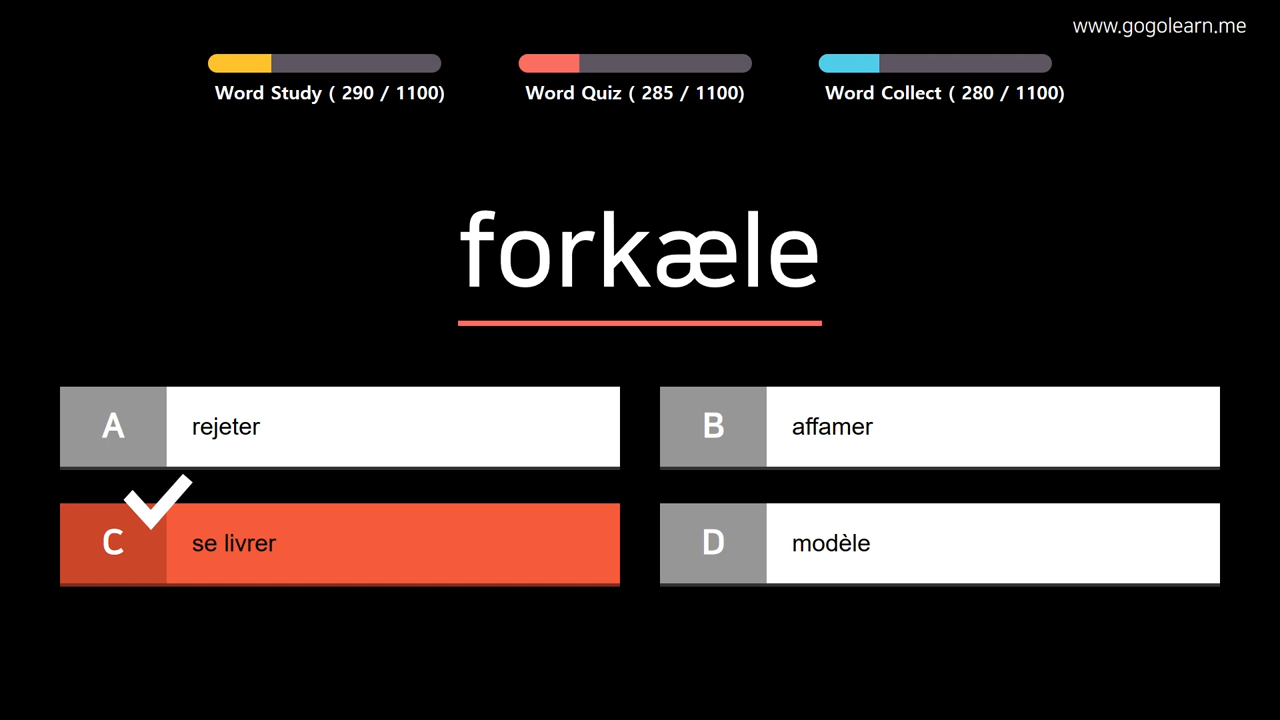 www.gogolearn.me
Word Study ( 290 / 1100)
Word Quiz ( 285 / 1100)
Word Collect ( 280 / 1100)
forkæle
A rejeter
B affamer
C se livrer
D modèle